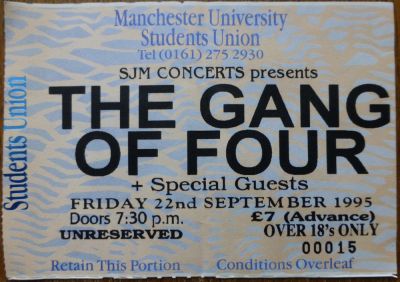 Manchester University
Students Union
Tel (0161) 275 2930
SJM CONCERTS presents
THE GANG
OF FOUR
+ Special Guests
FRIDAY 22nd SEPTEMBER 1995
Doors 7:30 p.m. £7 (Advance)
UNRESERVED OVER 18's ONLY
00015
Retain This Portion Conditions Overleaf
Students Union